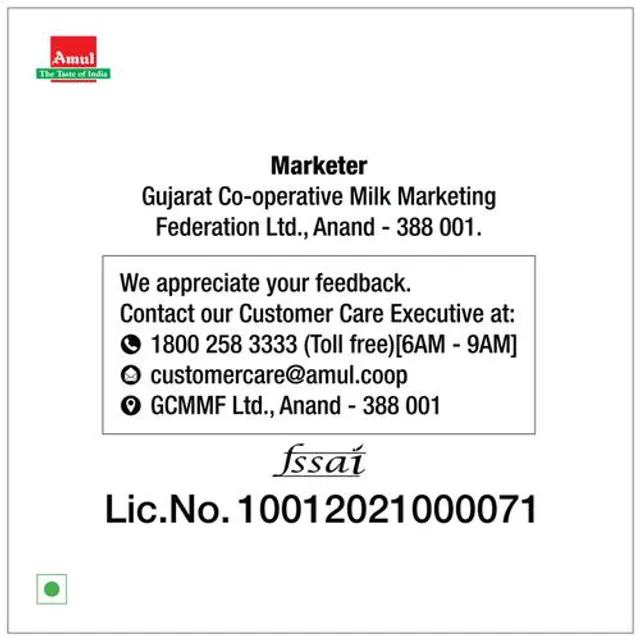 Amul
The Taste of India
Marketer
Gujarat Co-operative Milk Marketing
Federation Ltd., Anand - 388 001.
We appreciate your feedback.
Contact our Customer Care Executive at:
1800 258 3333 (Toll free)[6AM - 9AM]
customercare@amul.coop
GCMMF Ltd., Anand - 388 001
fssai
Lic.No. 10012021000071